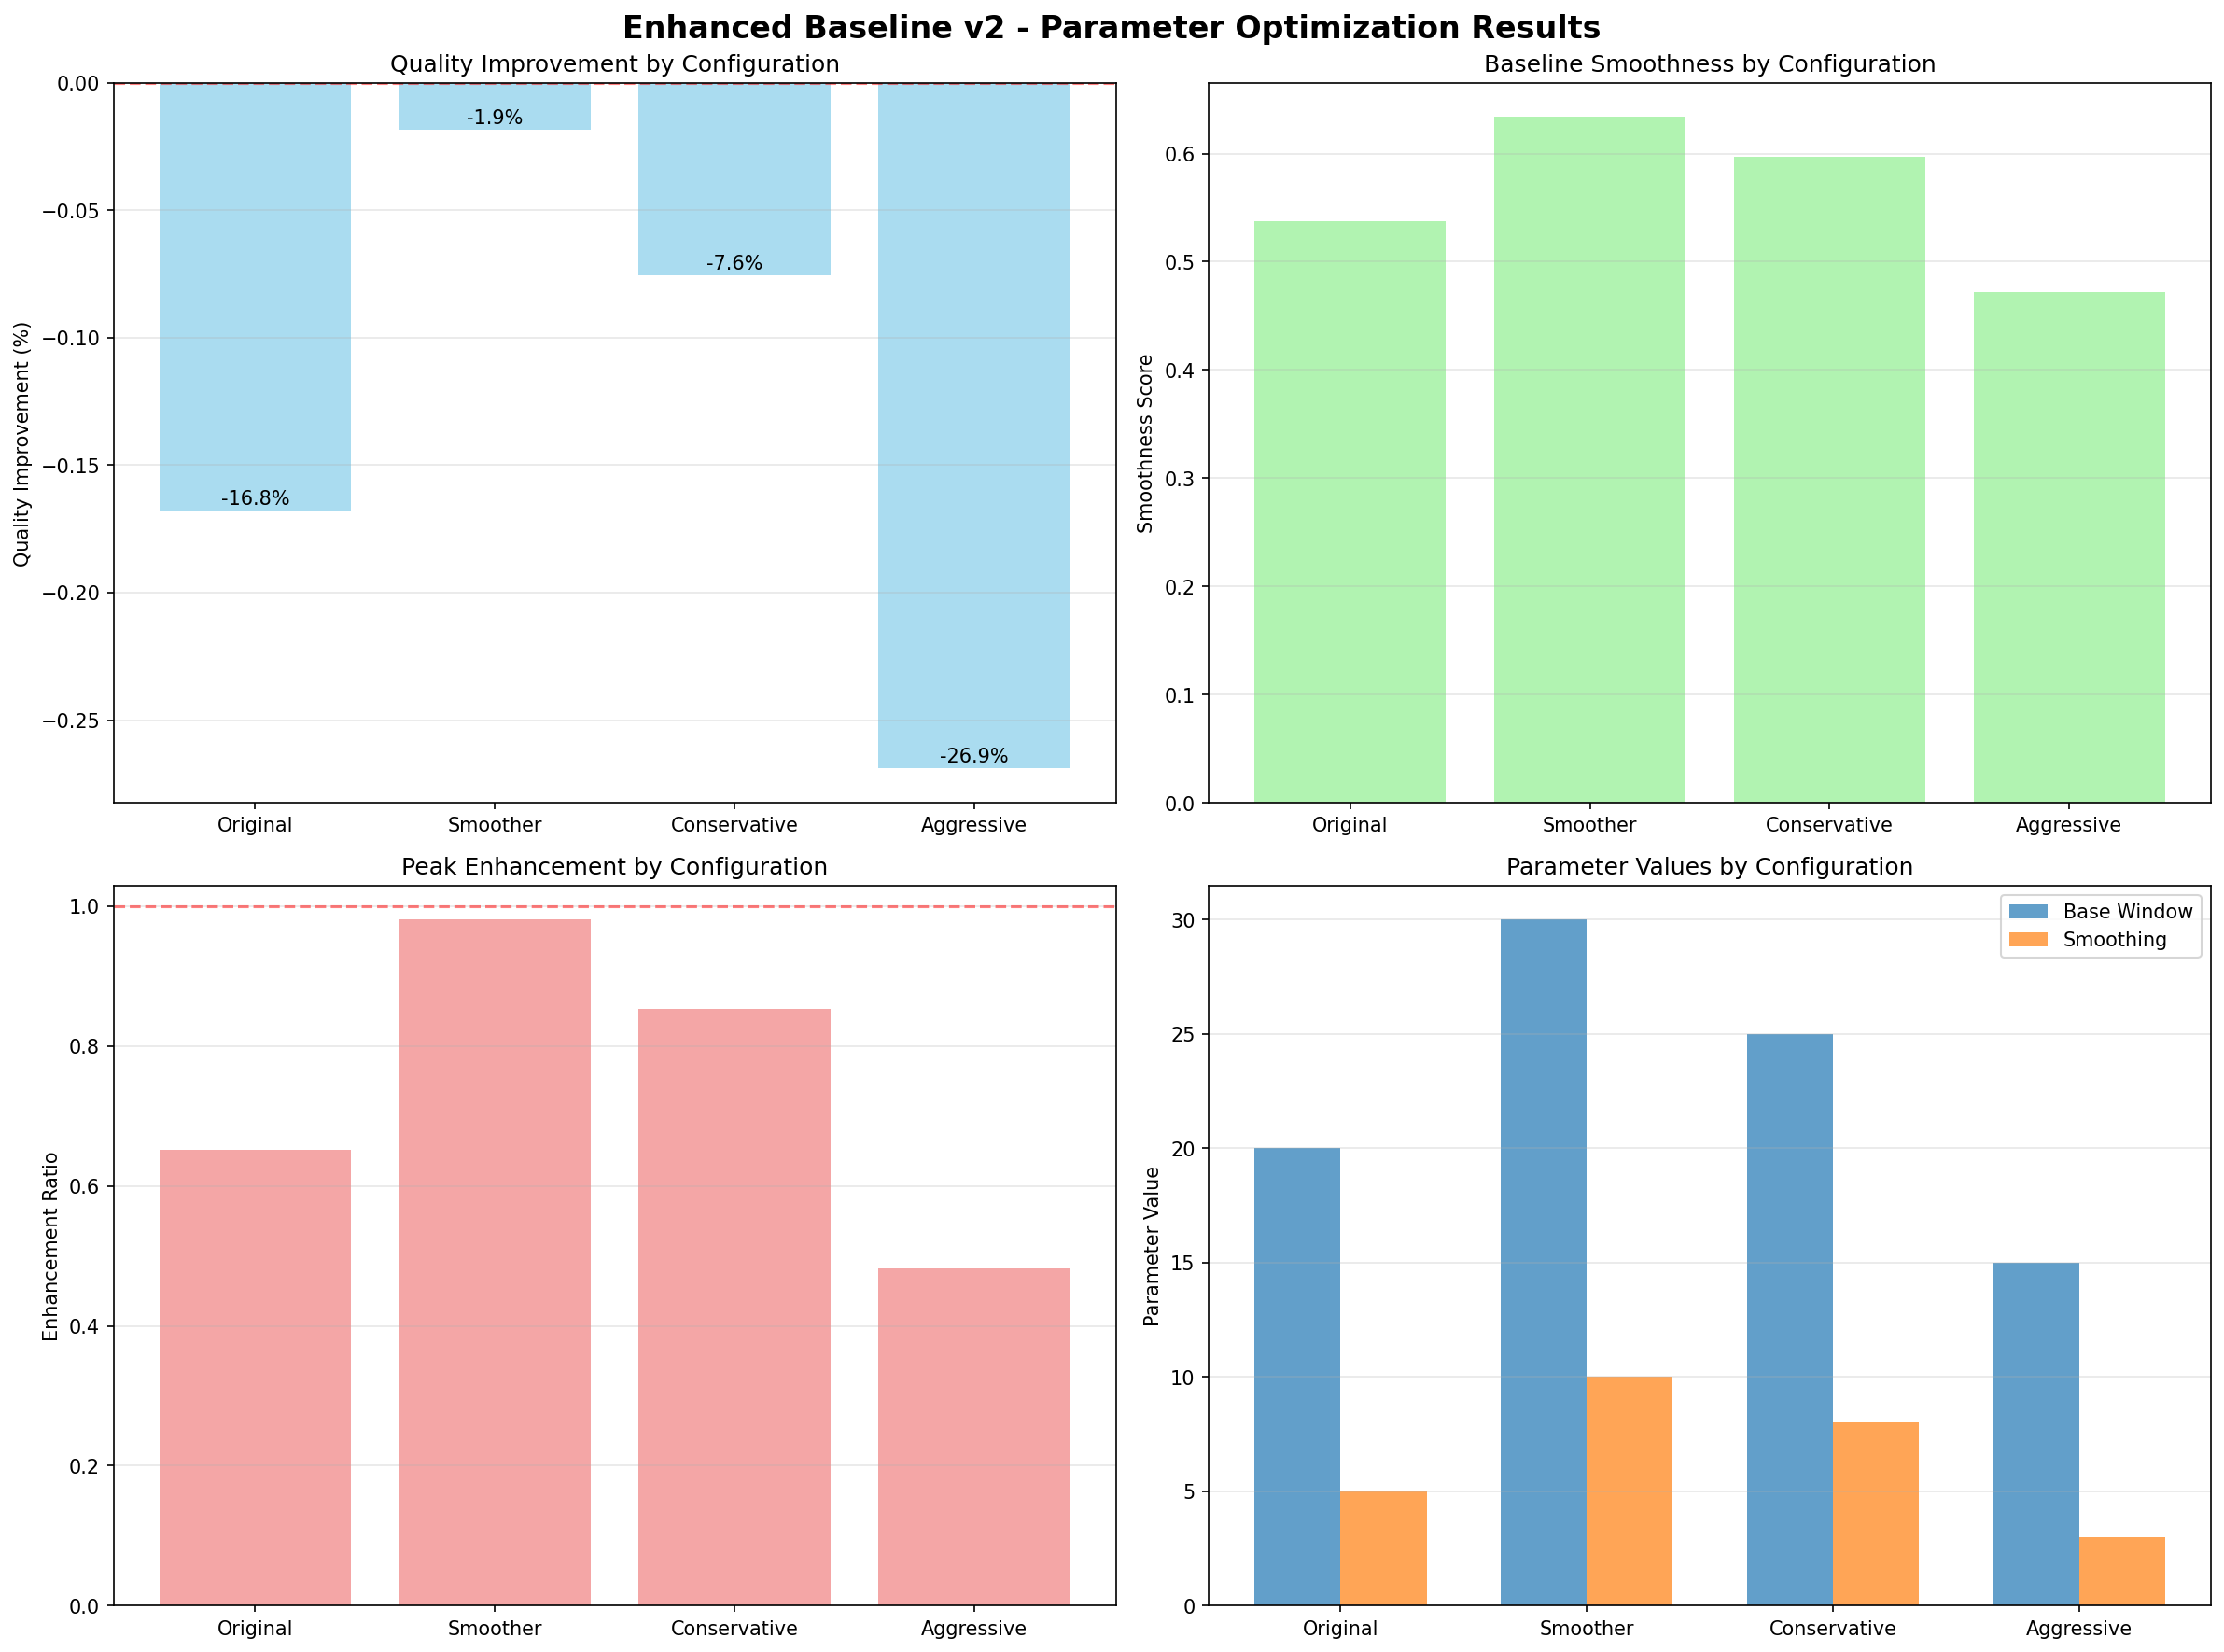 Enhanced Baseline v2 - Parameter Optimization Results
Quality Improvement by Configuration
Quality Improvement (%)
0.00
−0.05
−0.10
−0.15
−0.20
−0.25
-16.8%
-1.9%
-7.6%
-26.9%
Original
Smoother
Conservative
Aggressive
Baseline Smoothness by Configuration
Smoothness Score
0.6
0.5
0.4
0.3
0.2
0.1
0.0
Original
Smoother
Conservative
Aggressive
Peak Enhancement by Configuration
Enhancement Ratio
1.0
0.8
0.6
0.4
0.2
0.0
Original
Smoother
Conservative
Aggressive
Parameter Values by Configuration
Parameter Value
30
25
20
15
10
5
0
Base Window
Smoothing
Original
Smoother
Conservative
Aggressive